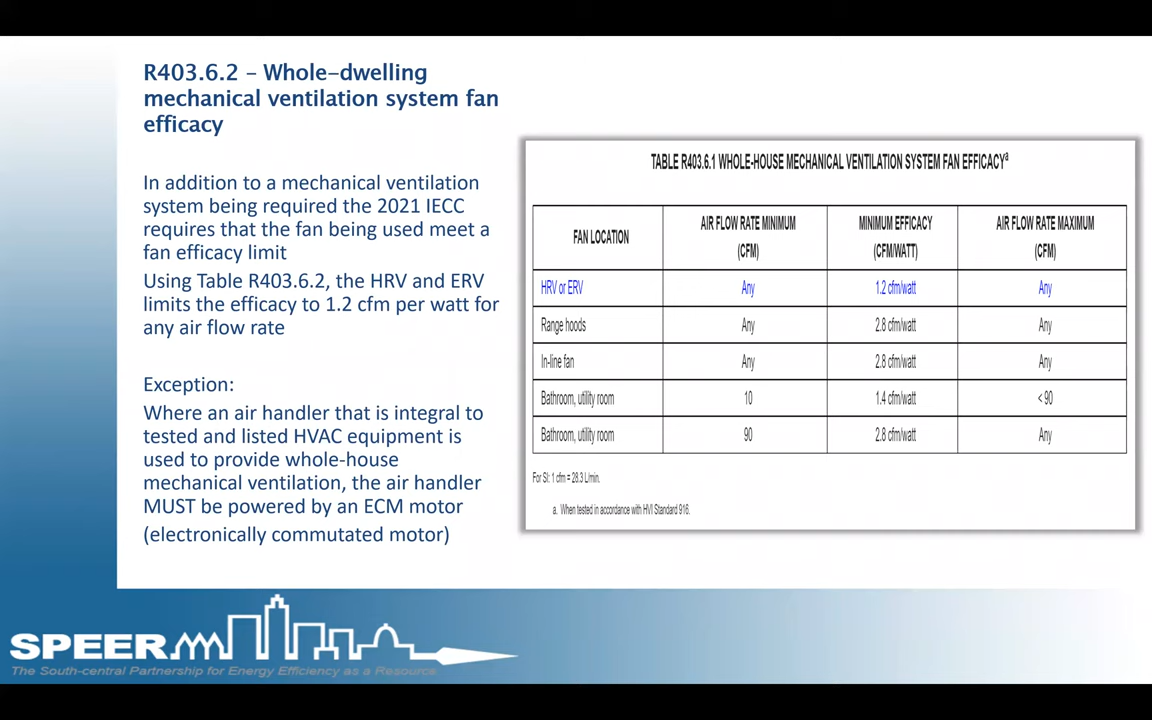 R403.6.2 – Whole-dwelling
mechanical ventilation system fan
efficacy
In addition to a mechanical ventilation
system being required the 2021 IECC
requires that the fan being used meet a
fan efficacy limit
Using Table R403.6.2, the HRV and ERV
limits the efficacy to 1.2 cfm per watt for
any air flow rate
Exception:
Where an air handler that is integral to
tested and listed HVAC equipment is
used to provide whole-house
mechanical ventilation, the air handler
MUST be powered by an ECM motor
(electronically commutated motor)
TABLE R403.6.1 WHOLE-HOUSE MECHANICAL VENTILATION SYSTEM FAN EFFICACYa
FAN LOCATION AIR FLOW RATE MINIMUM (CFM) MINIMUM EFFICACY (CFM/WATT) AIR FLOW RATE MAXIMUM (CFM)
HRV or ERV Any 1.2 cfm/watt Any
Range hoods Any 2.8 cfm/watt Any
In-line fan Any 2.8 cfm/watt Any
Bathroom, utility room 10 1.4 cfm/watt < 90
Bathroom, utility room 90 2.8 cfm/watt Any
For SI: 1 cfm = 28.3 L/min.
a. When tested in accordance with HVI Standard 916.
SPEER
The South-central Partnership for Energy Efficiency as a Resource